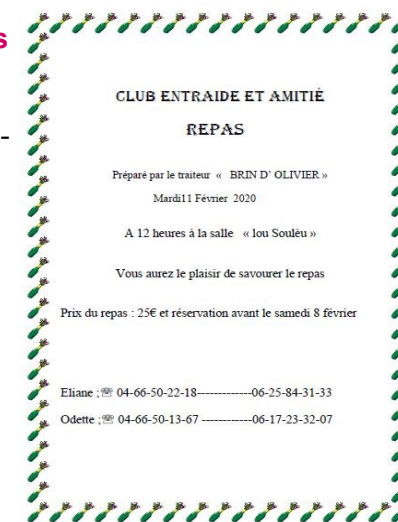 s
-
CLUB ENTRAIDE ET AMITIÉ
REPAS
Préparé par le traiteur « BRIN D' OLIVIER »
Mardi11 Février 2020
A 12 heures à la salle « lou Soulèu »
Vous aurez le plaisir de savourer le repas
Prix du repas : 25€ et réservation avant le samedi 8 février
Eliane ;☏ 04-66-50-22-18-------------06-25-84-31-33
Odette ;☏ 04-66-50-13-67 ------------06-17-23-32-07